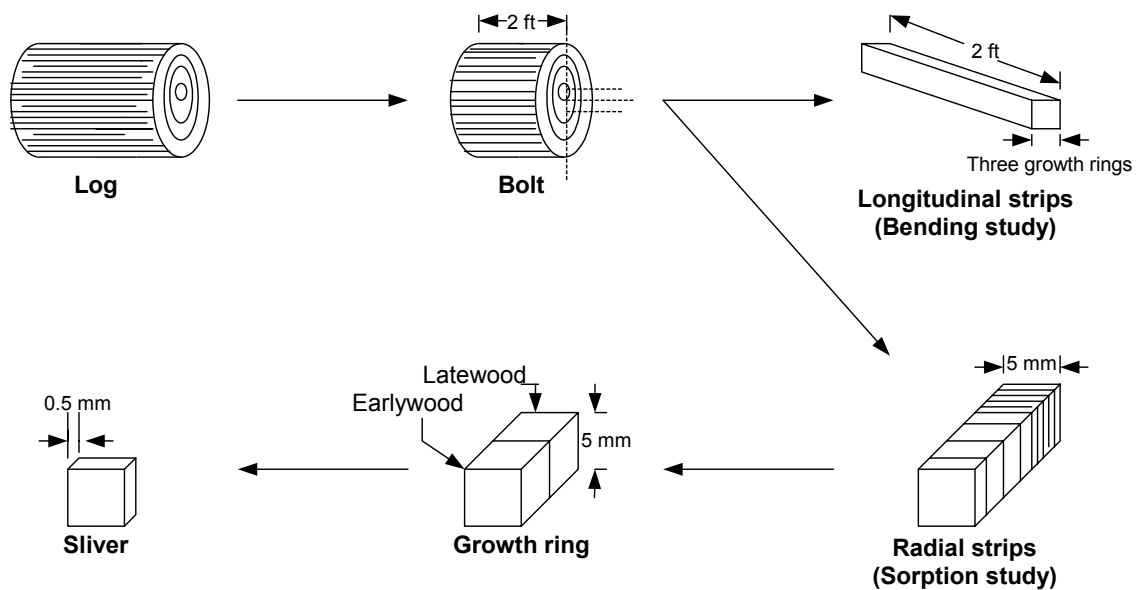 2 ft
2 ft
Three growth rings
Log
Bolt
Longitudinal strips
(Bending study)
5 mm
Latewood
Earlywood
0.5 mm
5 mm
Sliver
Growth ring
Radial strips
(Sorption study)